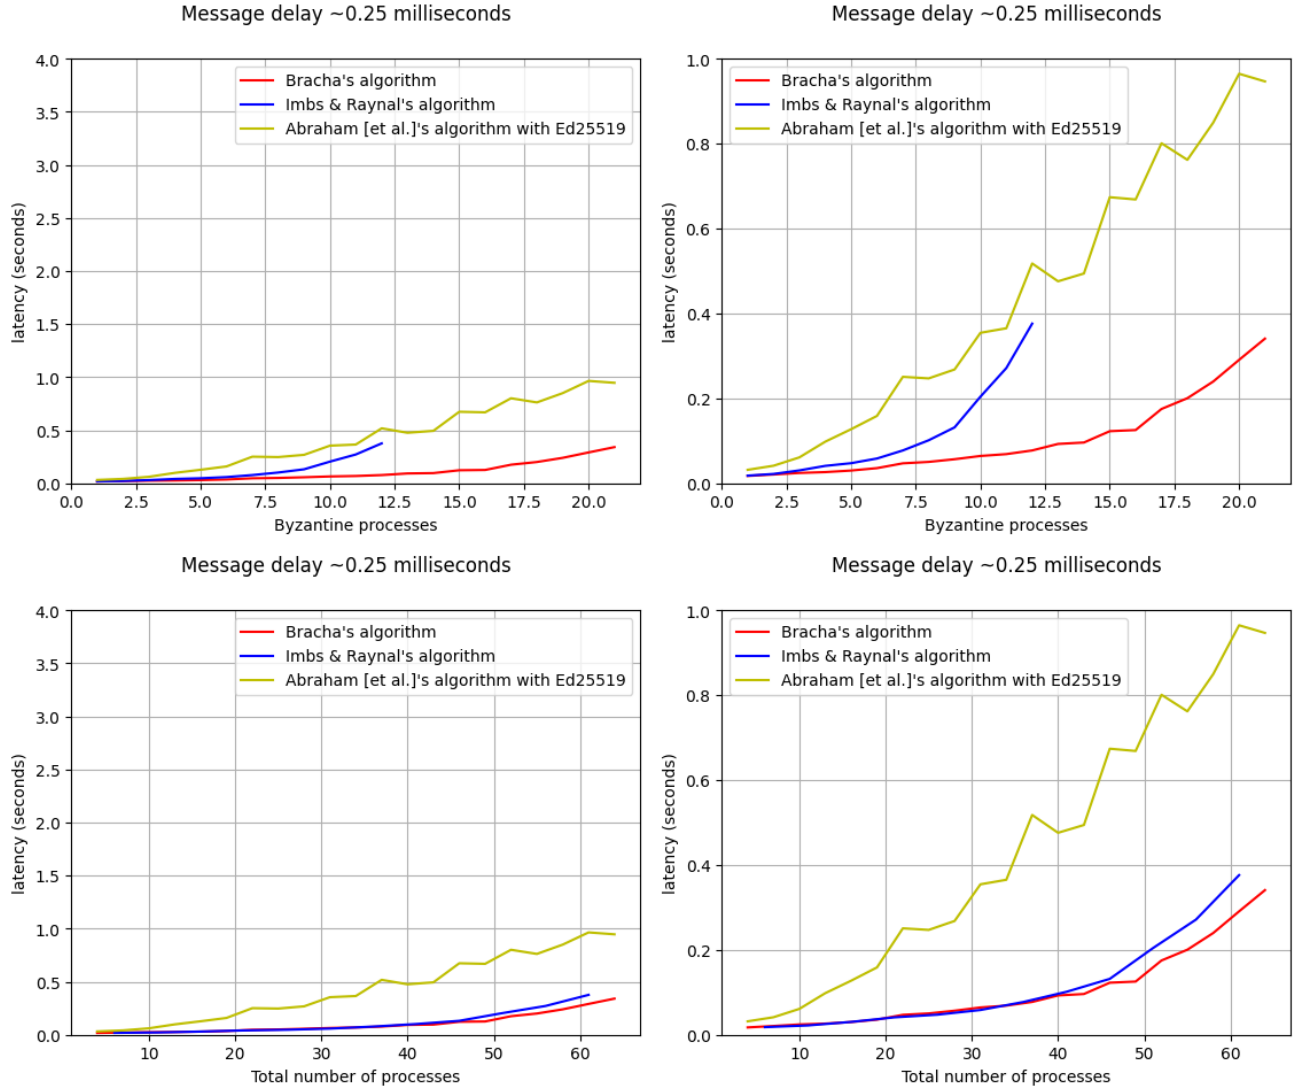 Message delay ~0.25 milliseconds
4.0
3.5
3.0
2.5
2.0
1.5
1.0
0.5
0.0
latency (seconds)
Bracha's algorithm
Imbs & Raynal's algorithm
Abraham [et al.]'s algorithm with Ed25519
0.0 2.5 5.0 7.5 10.0 12.5 15.0 17.5 20.0
Byzantine processes
Message delay ~0.25 milliseconds
1.0
0.8
0.6
0.4
0.2
0.0
latency (seconds)
Bracha's algorithm
Imbs & Raynal's algorithm
Abraham [et al.]'s algorithm with Ed25519
0.0 2.5 5.0 7.5 10.0 12.5 15.0 17.5 20.0
Byzantine processes
Message delay ~0.25 milliseconds
4.0
3.5
3.0
2.5
2.0
1.5
1.0
0.5
0.0
latency (seconds)
Bracha's algorithm
Imbs & Raynal's algorithm
Abraham [et al.]'s algorithm with Ed25519
10 20 30 40 50 60
Total number of processes
Message delay ~0.25 milliseconds
1.0
0.8
0.6
0.4
0.2
0.0
latency (seconds)
Bracha's algorithm
Imbs & Raynal's algorithm
Abraham [et al.]'s algorithm with Ed25519
10 20 30 40 50 60
Total number of processes